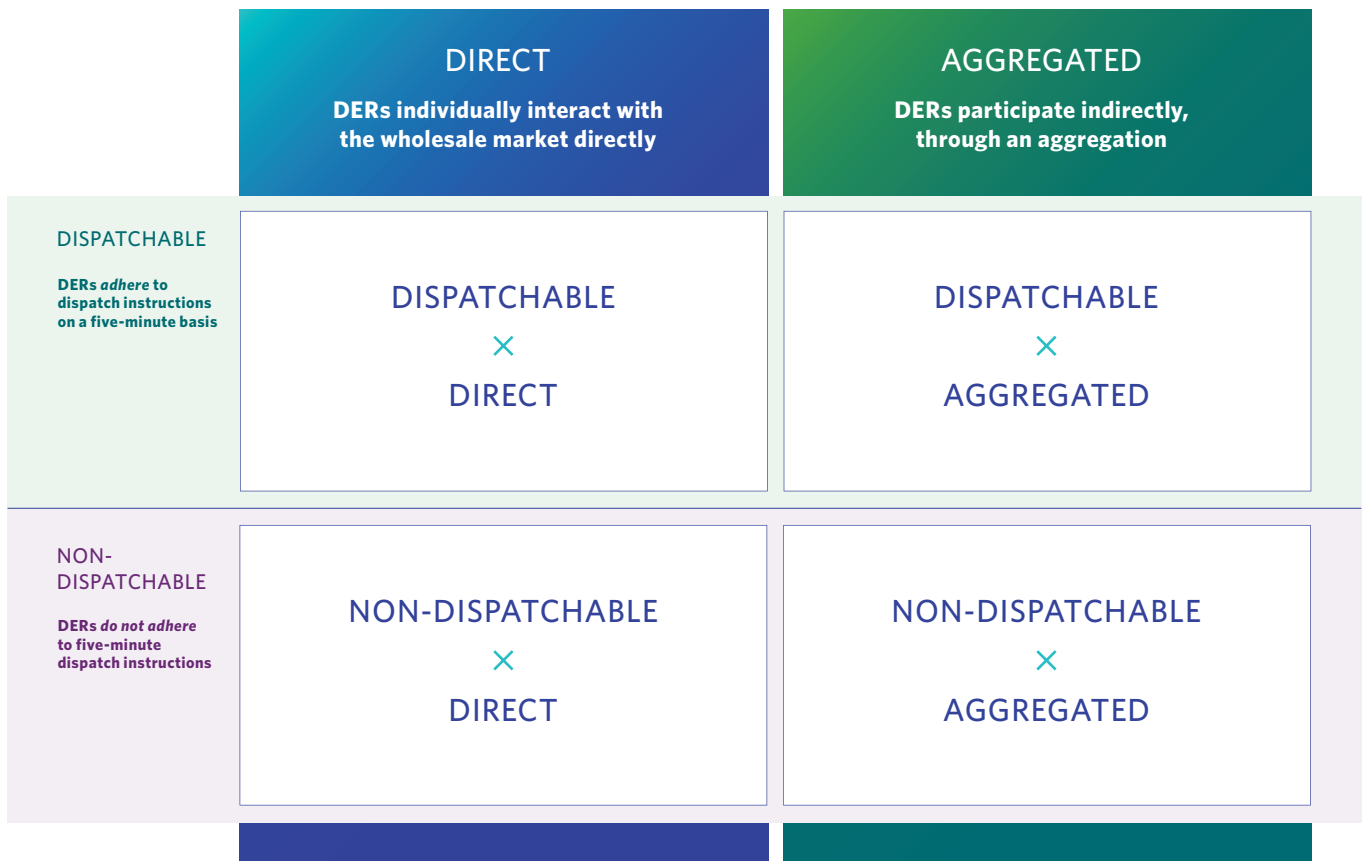 DIRECT
DERs individually interact with
the wholesale market directly
AGGREGATED
DERs participate indirectly,
through an aggregation
DISPATCHABLE
DERs adhere to
dispatch instructions
on a five-minute basis
DISPATCHABLE
×
DIRECT
DISPATCHABLE
×
AGGREGATED
NON-
DISPATCHABLE
DERs do not adhere
to five-minute
dispatch instructions
NON-DISPATCHABLE
×
DIRECT
NON-DISPATCHABLE
×
AGGREGATED